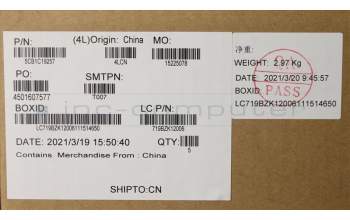 P/N: (4L)Origin: China MO:
5CB1C19257 4LCN 15225078
PO: SMTPN:
4501607577 T007
BOXID: LC P/N:
LC719BZK12006111514650 719BZK12006
DATE: 2021/3/19 15:50:40 QTY:
5
Contains Merchandise From : China
SHIPTO:CN
净重:
WEIGHT: 2.97 Kg
DATE: 2021/3/20 9:45:57
BOXID:
PASS
LC719BZK12006111514650